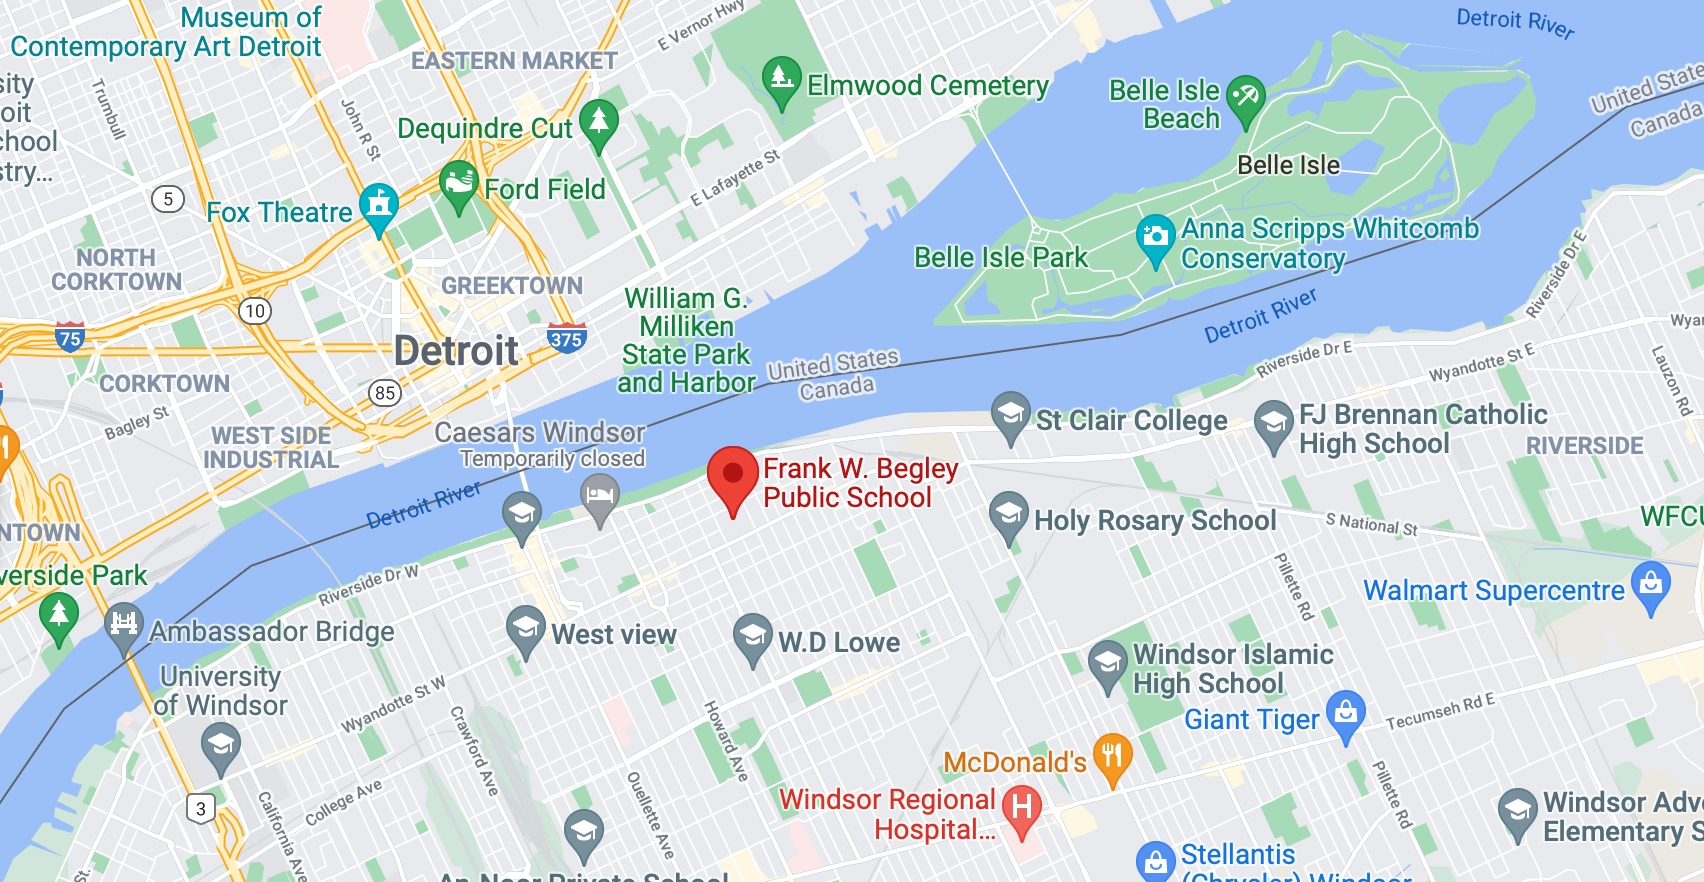 Museum of
Contemporary Art Detroit
E Vernor Hwy
Detroit River
EASTERN MARKET
Elmwood Cemetery
Belle Isle
Beach
United State
Canada
sity
oit
chool
stry...
Trumbull
John R St
Dequindre Cut
E Lafayette St
Belle Isle
5
Fox Theatre
Ford Field
Anna Scripps Whitcomb
Conservatory
Belle Isle Park
NORTH
CORKTOWN
GREEKTOWN
William G.
Milliken
State Park
and Harbor
Detroit River
Riverside Dr E
10
75
375
Detroit
United States
Canada
Riverside Dr E
Wyandotte St E
Wyan
Lauzon Rd
CORKTOWN
85
Bagley St
WEST SIDE
INDUSTRIAL
Caesars Windsor
Temporarily closed
St Clair College
FJ Brennan Catholic
High School
RIVERSIDE
Frank W. Begley
Public School
Detroit River
NTOWN
Holy Rosary School
S National St
WFCU
verside Park
Riverside Dr W
Pillette Rd
Walmart Supercentre
Ambassador Bridge
West view
W.D Lowe
Windsor Islamic
High School
University
of Windsor
Wyandotte St W
Crawford Ave
Howard Ave
Giant Tiger
Tecumseh Rd E
McDonald's
Windsor Regional
Hospital...
H
3
College Ave
California Ave
Ouellette Ave
Pillette Rd
Windsor Adve
Elementary S
St.
An-Noor Private School
Stellantis
(Chrysler) Windsor